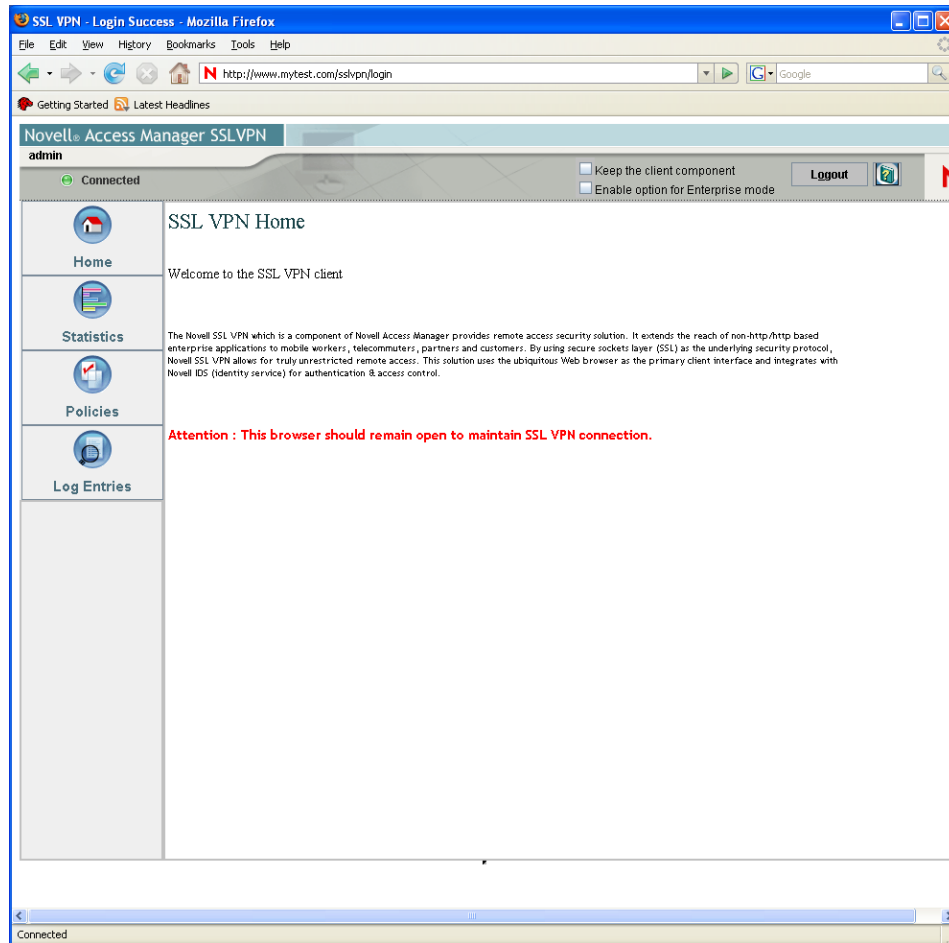 SSL VPN - Login Success - Mozilla Firefox
File Edit View History Bookmarks Tools Help
N http://www.mytest.com/sslvpn/login G Google
Getting Started Latest Headlines
Novell® Access Manager SSLVPN
admin
Connected
Keep the client component
Enable option for Enterprise mode
Logout
N
Home
Statistics
Policies
Log Entries
SSL VPN Home
Welcome to the SSL VPN client
The Novell SSL VPN which is a component of Novell Access Manager provides remote access security solution. It extends the reach of non-http/http based
enterprise applications to mobile workers, telecommuters, partners and customers. By using secure sockets layer (SSL) as the underlying security protocol,
Novell SSL VPN allows for truly unrestricted remote access. This solution uses the ubiquitous Web browser as the primary client interface and integrates with
Novell IDS (identity service) for authentication & access control.
Attention : This browser should remain open to maintain SSL VPN connection.
Connected